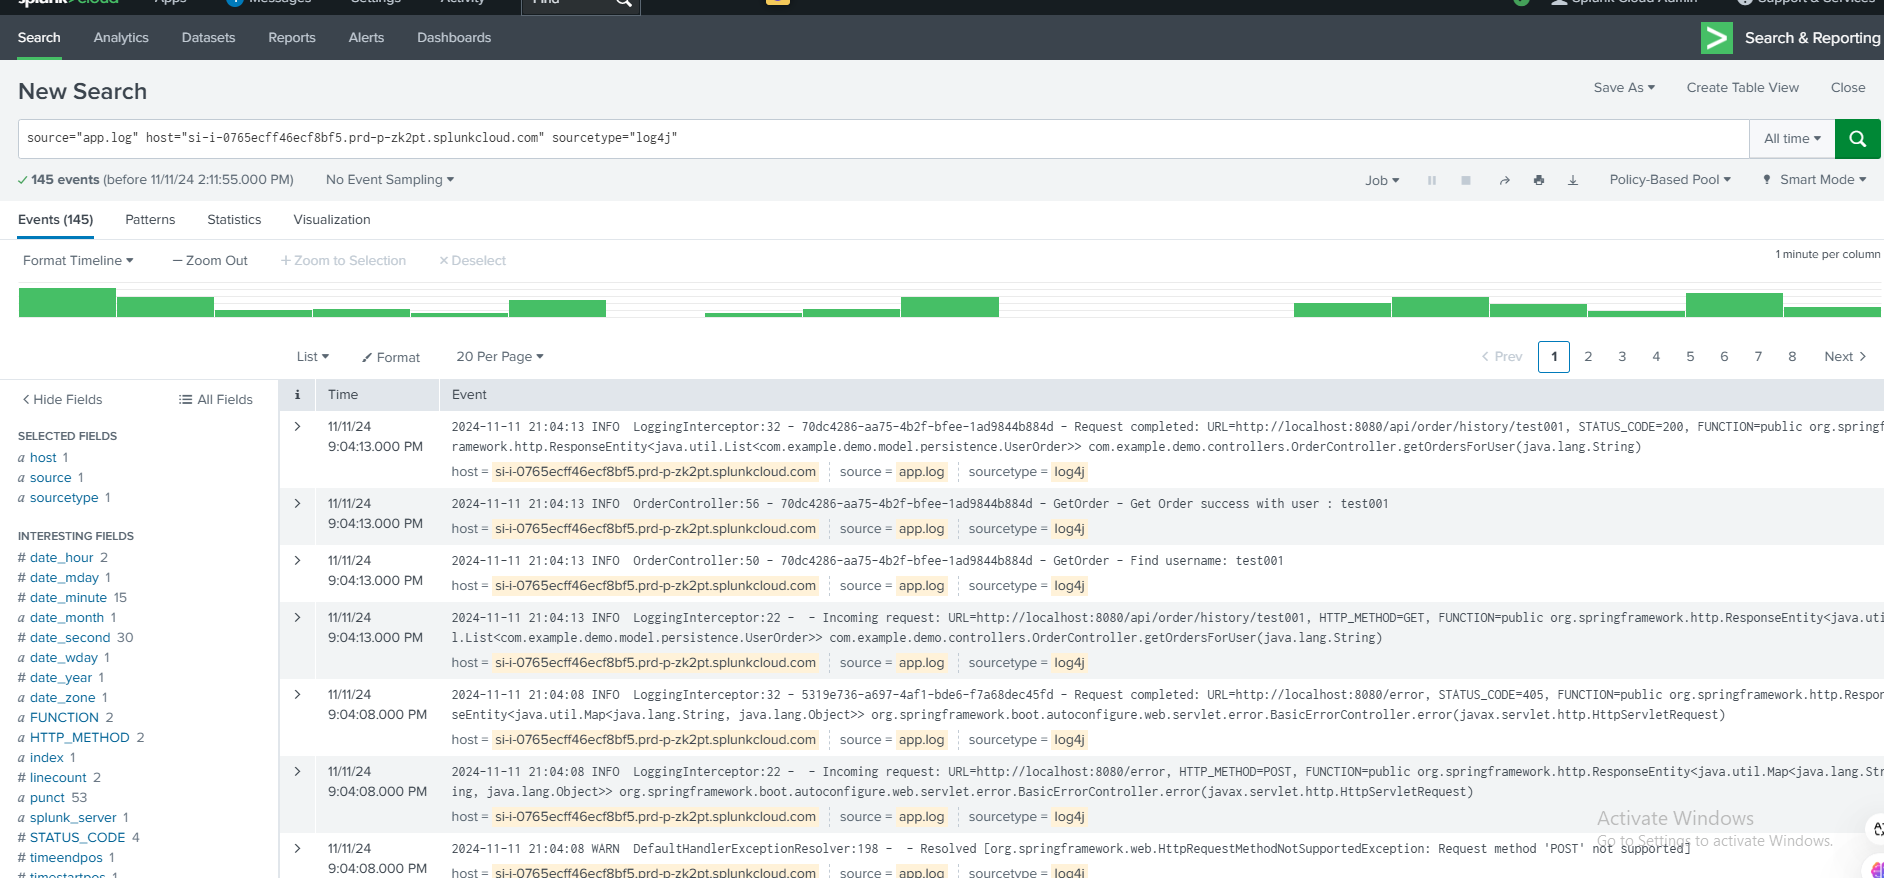 splunk>cloud Apps Messages Settings Activity Find Splunk Cloud Admin Support & Services
Search Analytics Datasets Reports Alerts Dashboards Search & Reporting
New Search
Save As Create Table View Close
source="app.log" host="si-i-0765ecff46ecf8bf5.prd-p-zk2pt.splunkcloud.com" sourcetype="log4j"
All time
145 events (before 11/11/24 2:11:55.000 PM) No Event Sampling
Job Policy-Based Pool Smart Mode
Events (145) Patterns Statistics Visualization
Format Timeline — Zoom Out + Zoom to Selection × Deselect
1 minute per column
List Format 20 Per Page
< Prev 1 2 3 4 5 6 7 8 Next >
< Hide Fields All Fields
SELECTED FIELDS
a host 1
a source 1
a sourcetype 1
INTERESTING FIELDS
# date_hour 2
# date_mday 1
# date_minute 15
a date_month 1
# date_second 30
a date_wday 1
# date_year 1
a date_zone 1
a FUNCTION 2
a HTTP_METHOD 2
a index 1
# linecount 2
a punct 53
a splunk_server 1
# STATUS_CODE 4
# timeendpos 1
# timestartpos 1
i Time Event
> 11/11/24
9:04:13.000 PM
2024-11-11 21:04:13 INFO  LoggingInterceptor:32 - 70dc4286-aa75-4b2f-bfee-1ad9844b884d - Request completed: URL=http://localhost:8080/api/order/history/test001, STATUS_CODE=200, FUNCTION=public org.springf
ramework.http.ResponseEntity<java.util.List<com.example.demo.model.persistence.UserOrder>> com.example.demo.controllers.OrderController.getOrdersForUser(java.lang.String)
host = si-i-0765ecff46ecf8bf5.prd-p-zk2pt.splunkcloud.com source = app.log sourcetype = log4j
> 11/11/24
9:04:13.000 PM
2024-11-11 21:04:13 INFO  OrderController:56 - 70dc4286-aa75-4b2f-bfee-1ad9844b884d - GetOrder - Get Order success with user : test001
host = si-i-0765ecff46ecf8bf5.prd-p-zk2pt.splunkcloud.com source = app.log sourcetype = log4j
> 11/11/24
9:04:13.000 PM
2024-11-11 21:04:13 INFO  OrderController:50 - 70dc4286-aa75-4b2f-bfee-1ad9844b884d - GetOrder - Find username: test001
host = si-i-0765ecff46ecf8bf5.prd-p-zk2pt.splunkcloud.com source = app.log sourcetype = log4j
> 11/11/24
9:04:13.000 PM
2024-11-11 21:04:13 INFO  LoggingInterceptor:22 -  - Incoming request: URL=http://localhost:8080/api/order/history/test001, HTTP_METHOD=GET, FUNCTION=public org.springframework.http.ResponseEntity<java.uti
l.List<com.example.demo.model.persistence.UserOrder>> com.example.demo.controllers.OrderController.getOrdersForUser(java.lang.String)
host = si-i-0765ecff46ecf8bf5.prd-p-zk2pt.splunkcloud.com source = app.log sourcetype = log4j
> 11/11/24
9:04:08.000 PM
2024-11-11 21:04:08 INFO  LoggingInterceptor:32 - 5319e736-a697-4af1-bde6-f7a68dec45fd - Request completed: URL=http://localhost:8080/error, STATUS_CODE=405, FUNCTION=public org.springframework.http.Respon
seEntity<java.util.Map<java.lang.String, java.lang.Object>> org.springframework.boot.autoconfigure.web.servlet.error.BasicErrorController.error(javax.servlet.http.HttpServletRequest)
host = si-i-0765ecff46ecf8bf5.prd-p-zk2pt.splunkcloud.com source = app.log sourcetype = log4j
> 11/11/24
9:04:08.000 PM
2024-11-11 21:04:08 INFO  LoggingInterceptor:22 -  - Incoming request: URL=http://localhost:8080/error, HTTP_METHOD=POST, FUNCTION=public org.springframework.http.ResponseEntity<java.util.Map<java.lang.Str
ing, java.lang.Object>> org.springframework.boot.autoconfigure.web.servlet.error.BasicErrorController.error(javax.servlet.http.HttpServletRequest)
host = si-i-0765ecff46ecf8bf5.prd-p-zk2pt.splunkcloud.com source = app.log sourcetype = log4j
> 11/11/24
9:04:08.000 PM
2024-11-11 21:04:08 WARN  DefaultHandlerExceptionResolver:198 -  - Resolved [org.springframework.web.HttpRequestMethodNotSupportedException: Request method 'POST' not supported]
host = si-i-0765ecff46ecf8bf5.prd-p-zk2pt.splunkcloud.com source = app.log sourcetype = log4j
Activate Windows
Go to Settings to activate Windows.